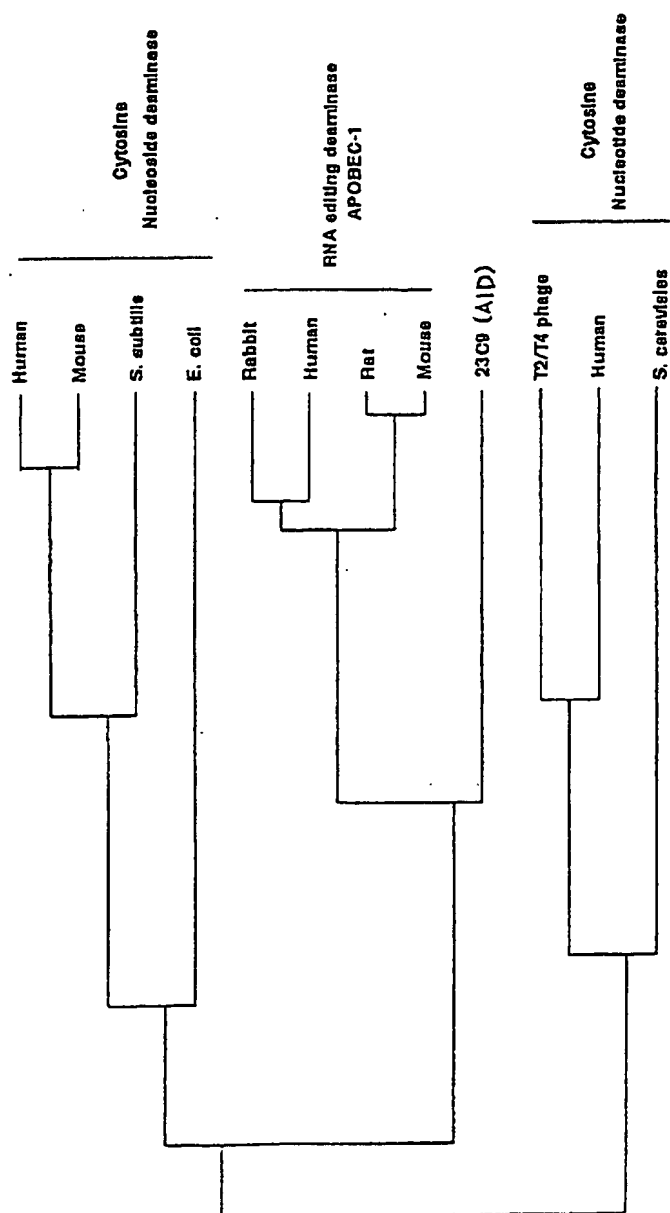 Cytosine
Nucleoside deaminase
Human
Mouse
S. subtilis
E. coli
RNA editing deaminase
APOBEC-1
Rabbit
Human
Rat
Mouse
23C9 (AID)
Cytosine
Nucleotide deaminase
T2/T4 phage
Human
S.